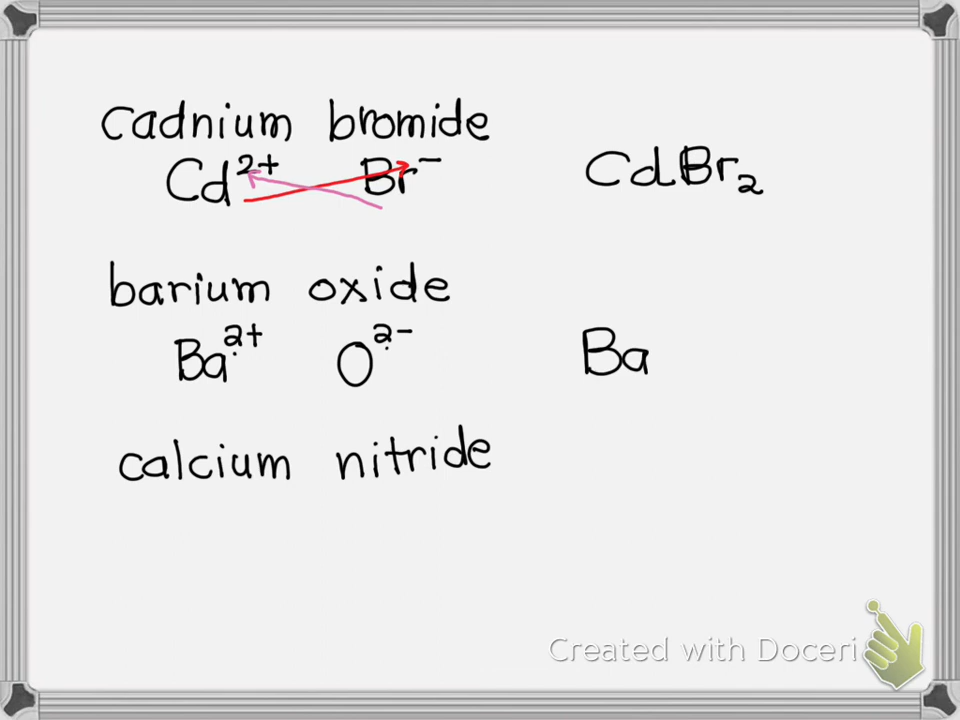 cadnium bromide
Cd²⁺ Br⁻ CdBr₂
barium oxide
Ba²⁺ O²⁻ Ba
calcium nitride
Created with Doceri